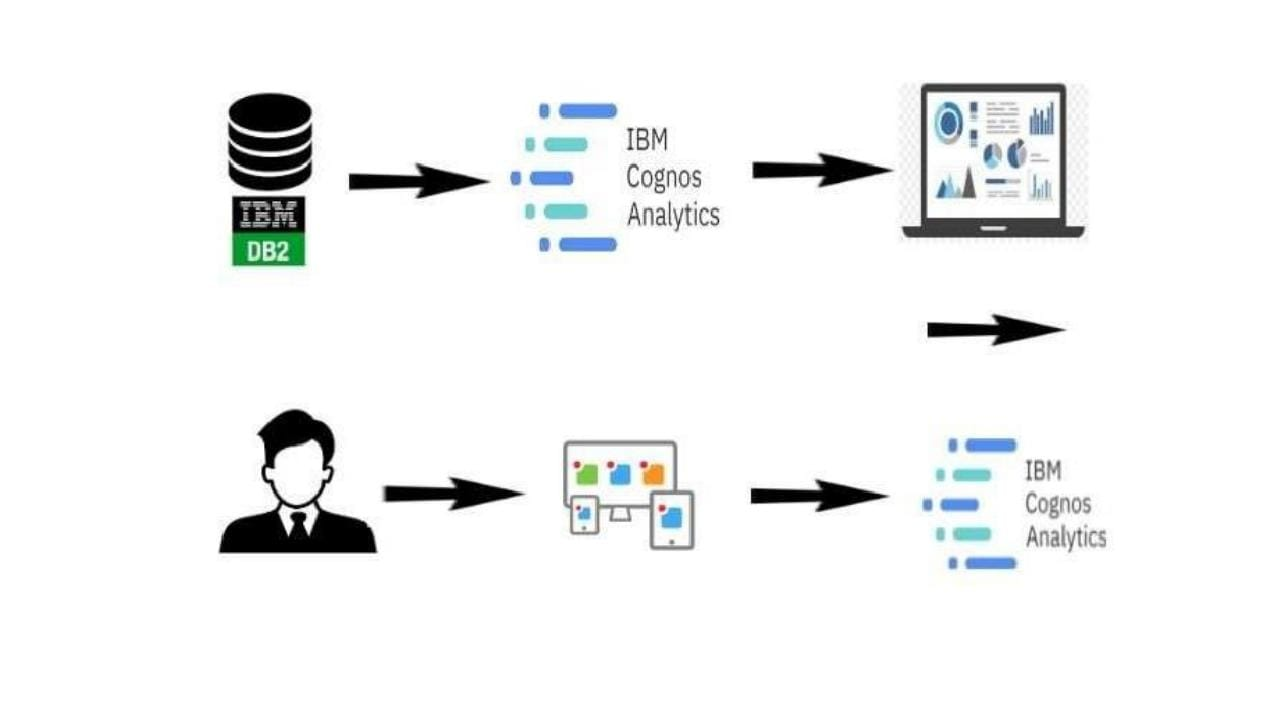 IBM
Cognos
Analytics
IBM
DB2
IBM
Cognos
Analytics